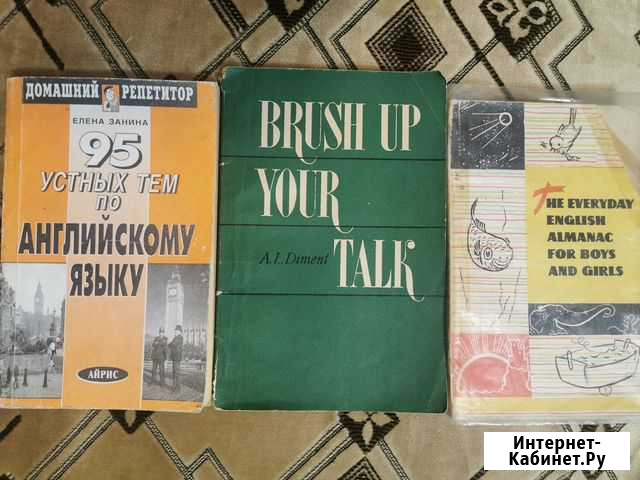 ДОМАШНИЙ РЕПЕТИТОР
ЕЛЕНА ЗАНИНА
95
УСТНЫХ ТЕМ
ПО
АНГЛИЙСКОМУ
ЯЗЫКУ
АЙРИС
BRUSH UP
YOUR
A.L. Diment
TALK
THE EVERYDAY
ENGLISH
ALMANAC
FOR BOYS
AND GIRLS
Интернет-
Кабинет.Ру